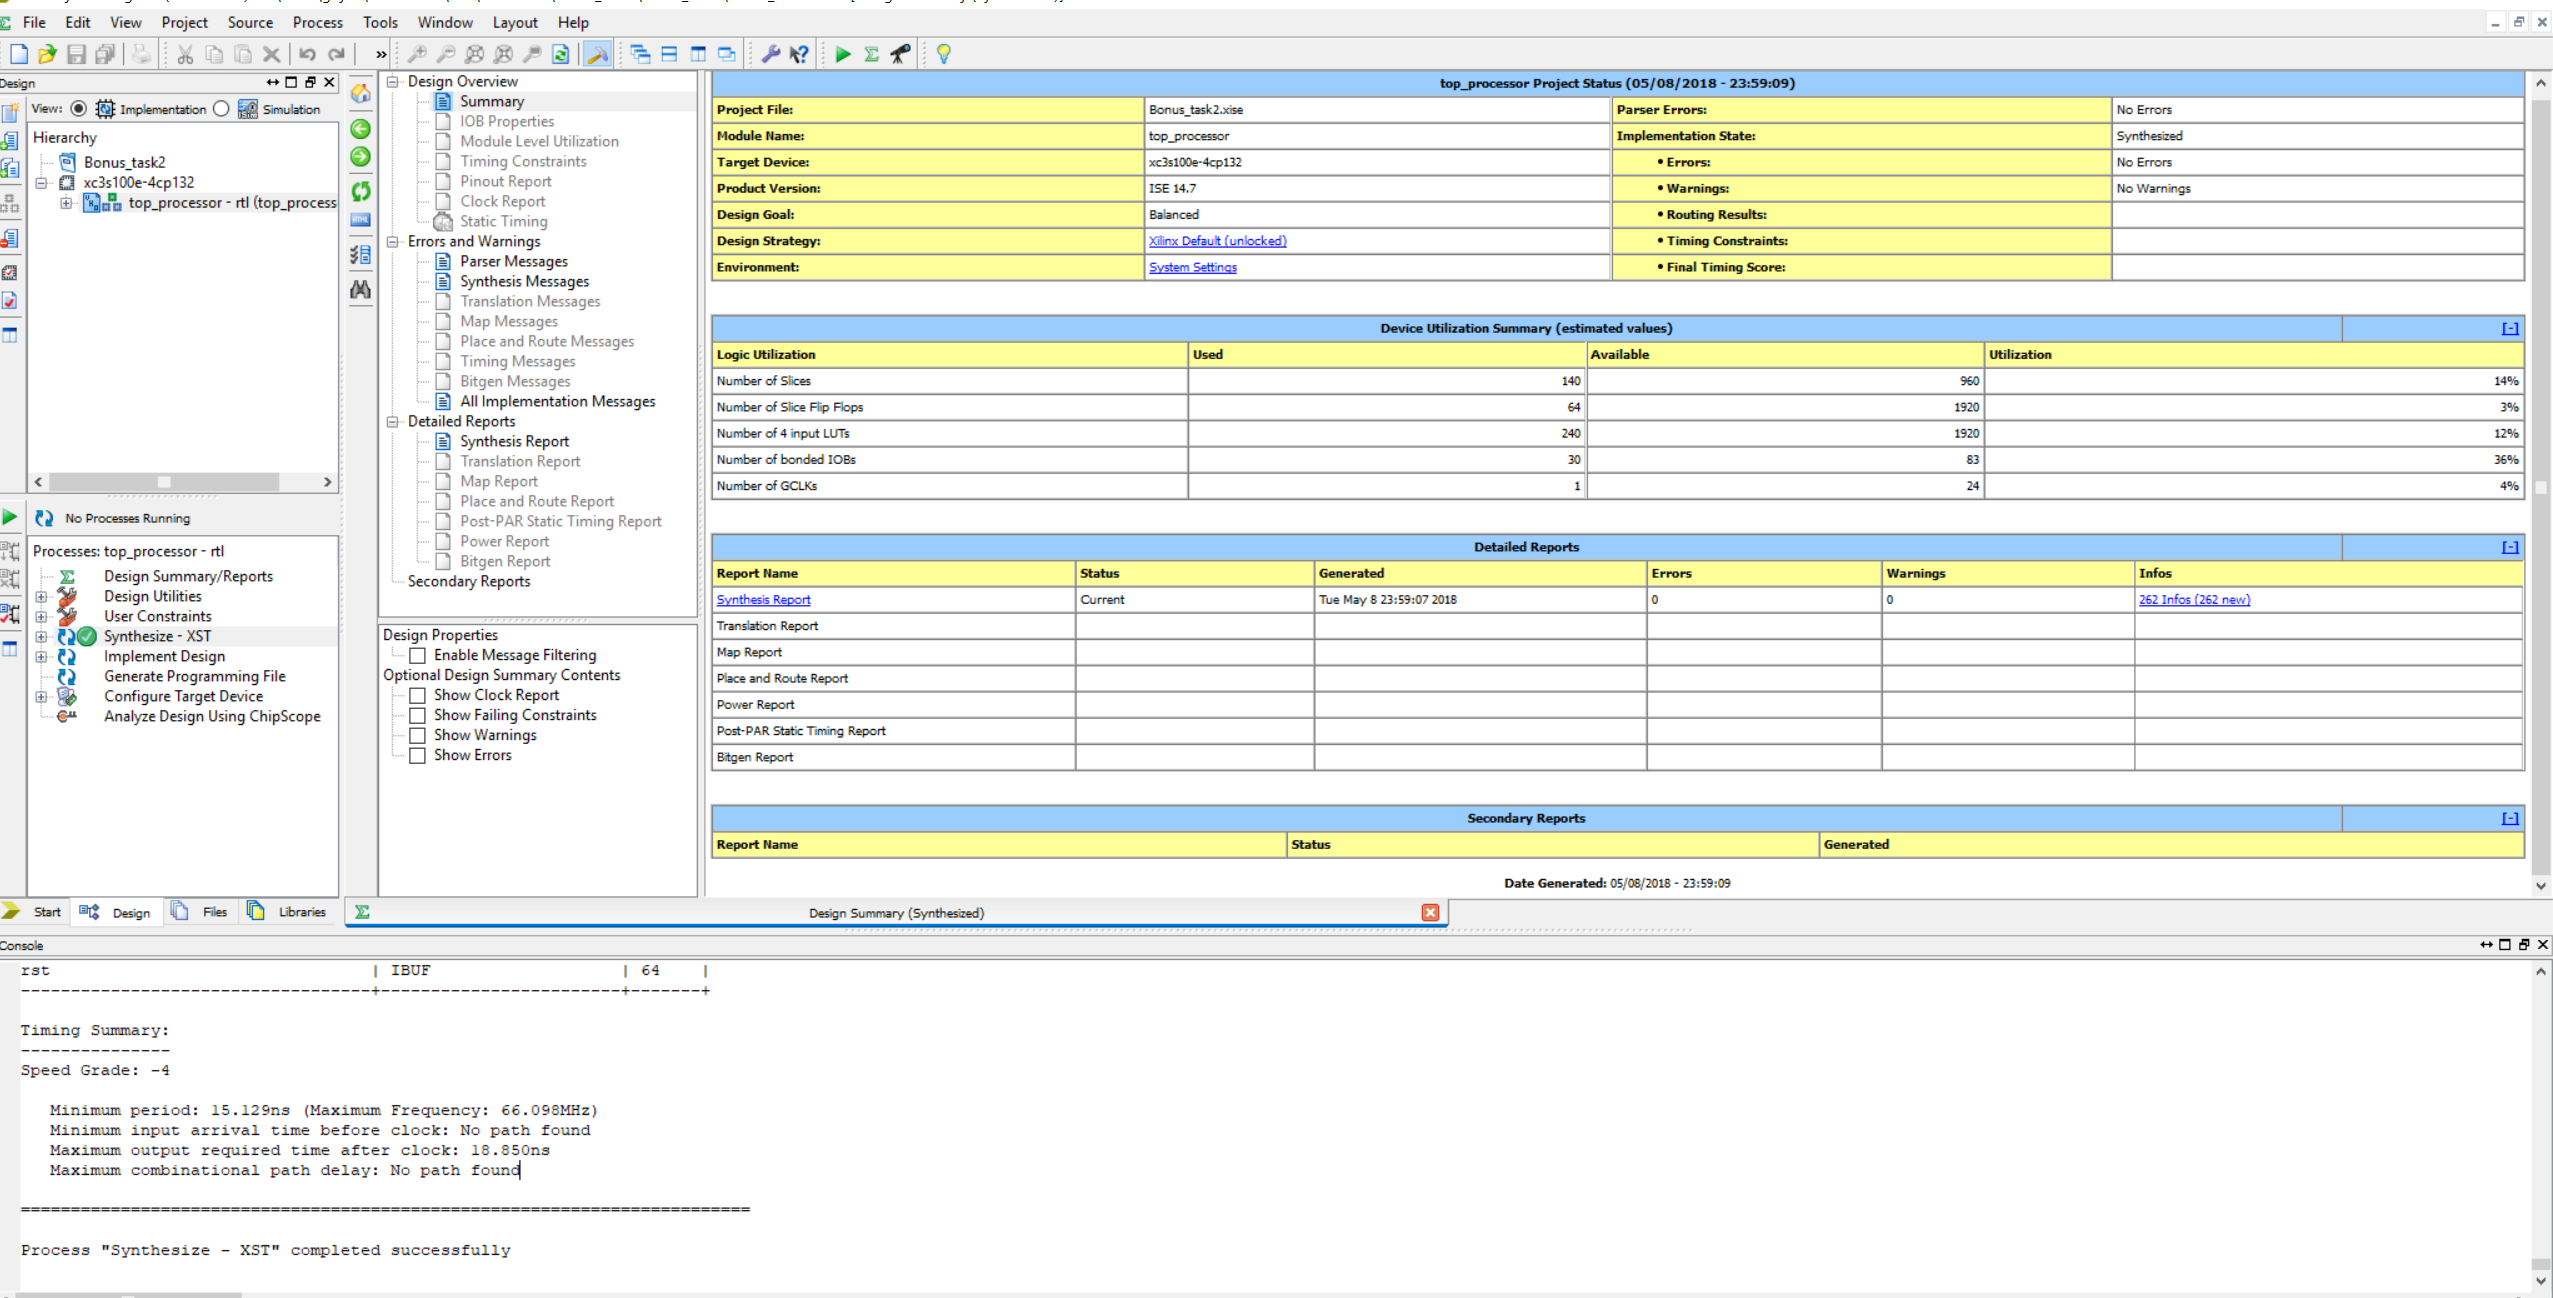 File Edit View Project Source Process Tools Window Layout Help
Design
View: Implementation Simulation
Hierarchy
Bonus_task2
xc3s100e-4cp132
top_processor - rtl (top_process
No Processes Running
Processes: top_processor - rtl
Design Summary/Reports
Design Utilities
User Constraints
Synthesize - XST
Implement Design
Generate Programming File
Configure Target Device
Analyze Design Using ChipScope
Start Design Files Libraries
Design Overview
Summary
IOB Properties
Module Level Utilization
Timing Constraints
Pinout Report
Clock Report
Static Timing
Errors and Warnings
Parser Messages
Synthesis Messages
Translation Messages
Map Messages
Place and Route Messages
Timing Messages
Bitgen Messages
All Implementation Messages
Detailed Reports
Synthesis Report
Translation Report
Map Report
Place and Route Report
Post-PAR Static Timing Report
Power Report
Bitgen Report
Secondary Reports
Design Properties
Enable Message Filtering
Optional Design Summary Contents
Show Clock Report
Show Failing Constraints
Show Warnings
Show Errors
top_processor Project Status (05/08/2018 - 23:59:09)
Project File: Bonus_task2.xise Parser Errors: No Errors
Module Name: top_processor Implementation State: Synthesized
Target Device: xc3s100e-4cp132 • Errors: No Errors
Product Version: ISE 14.7 • Warnings: No Warnings
Design Goal: Balanced • Routing Results:
Design Strategy: Xilinx Default (unlocked) • Timing Constraints:
Environment: System Settings • Final Timing Score:
Device Utilization Summary (estimated values) [-]
Logic Utilization Used Available Utilization
Number of Slices 140 960 14%
Number of Slice Flip Flops 64 1920 3%
Number of 4 input LUTs 240 1920 12%
Number of bonded IOBs 30 83 36%
Number of GCLKs 1 24 4%
Detailed Reports [-]
Report Name Status Generated Errors Warnings Infos
Synthesis Report Current Tue May 8 23:59:07 2018 0 0 262 Infos (262 new)
Translation Report
Map Report
Place and Route Report
Power Report
Post-PAR Static Timing Report
Bitgen Report
Secondary Reports [-]
Report Name Status Generated
Date Generated: 05/08/2018 - 23:59:09
Design Summary (Synthesized)
Console
rst | IBUF | 64 |
-----------------------------------+------------------------+-------+
Timing Summary:
---------------
Speed Grade: -4
Minimum period: 15.129ns (Maximum Frequency: 66.098MHz)
Minimum input arrival time before clock: No path found
Maximum output required time after clock: 18.850ns
Maximum combinational path delay: No path found
=========================================================================
Process "Synthesize - XST" completed successfully